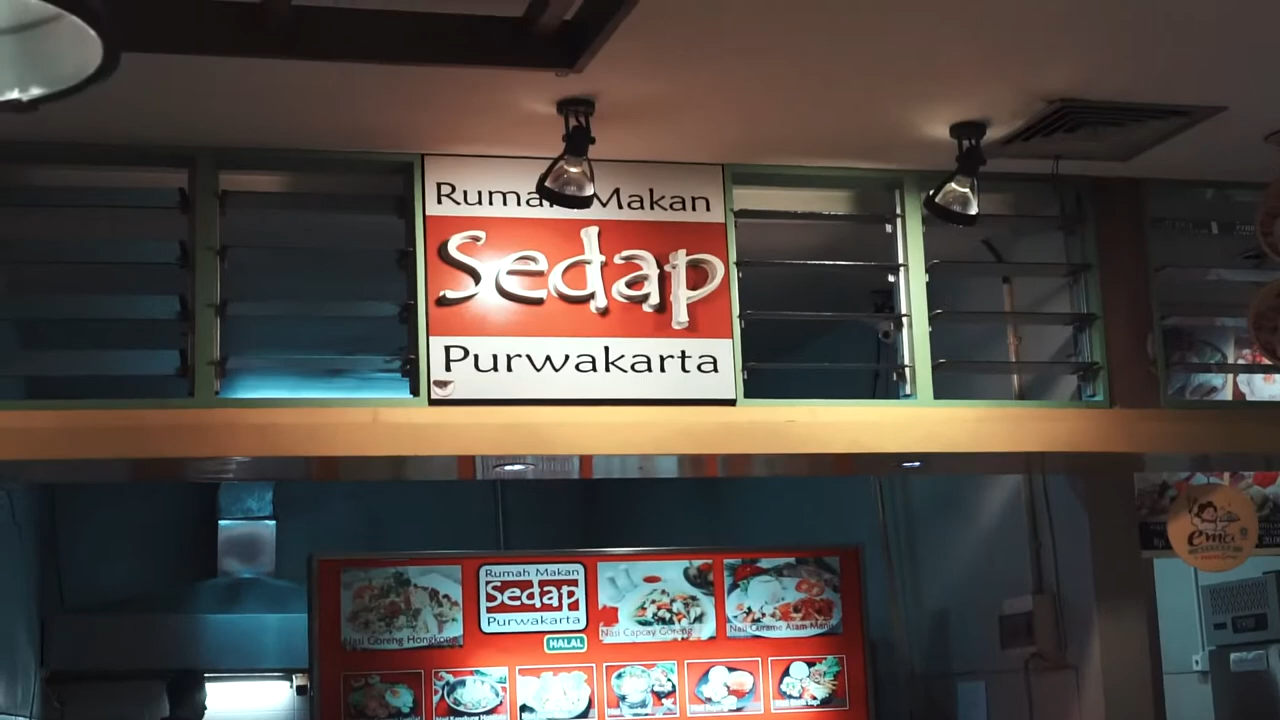 Rumah Makan
Sedap
Purwakarta
Rumah Makan
Sedap
Purwakarta
HALAL
Nasi Goreng Hongkong
Nasi Capcay Goreng
Nasi Gurame Asam Manis
ema